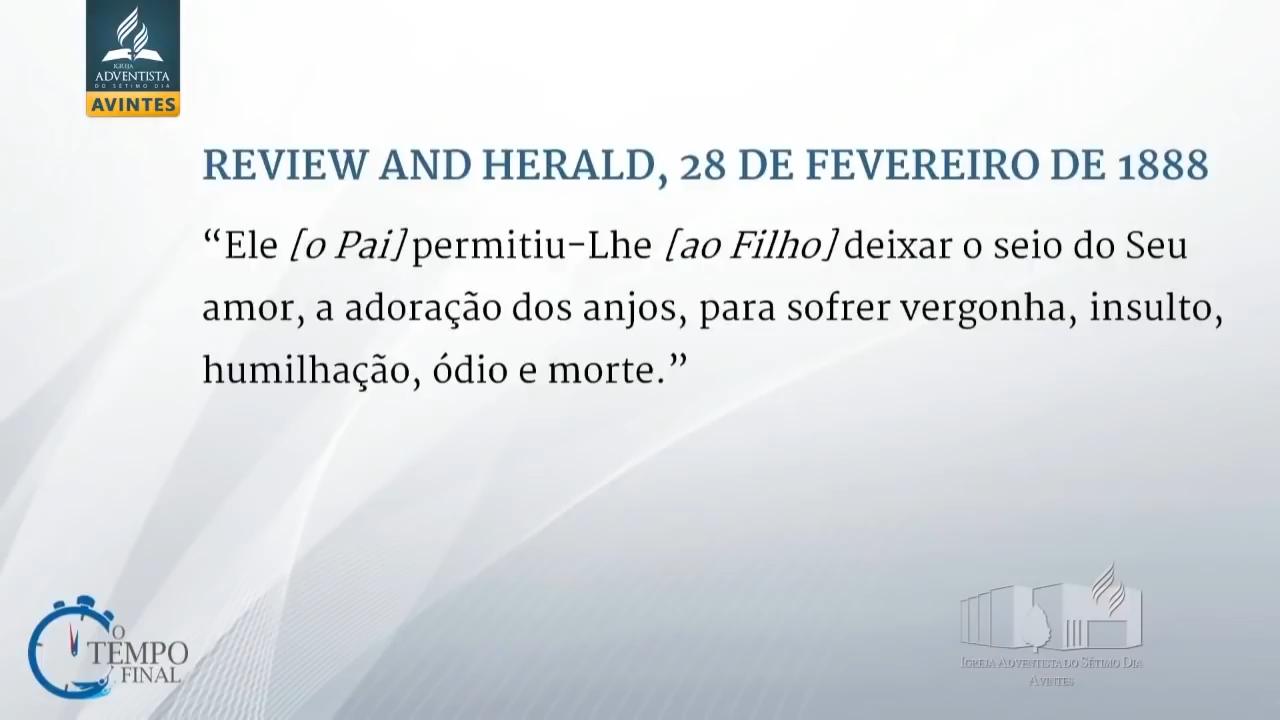 IGREJA
ADVENTISTA
DO SÉTIMO DIA
AVINTES
REVIEW AND HERALD, 28 DE FEVEREIRO DE 1888
“Ele [o Pai] permitiu-Lhe [ao Filho] deixar o seio do Seu
amor, a adoração dos anjos, para sofrer vergonha, insulto,
humilhação, ódio e morte.”
O
TEMPO
FINAL
IGREJA ADVENTISTA DO SÉTIMO DIA
AVINTES